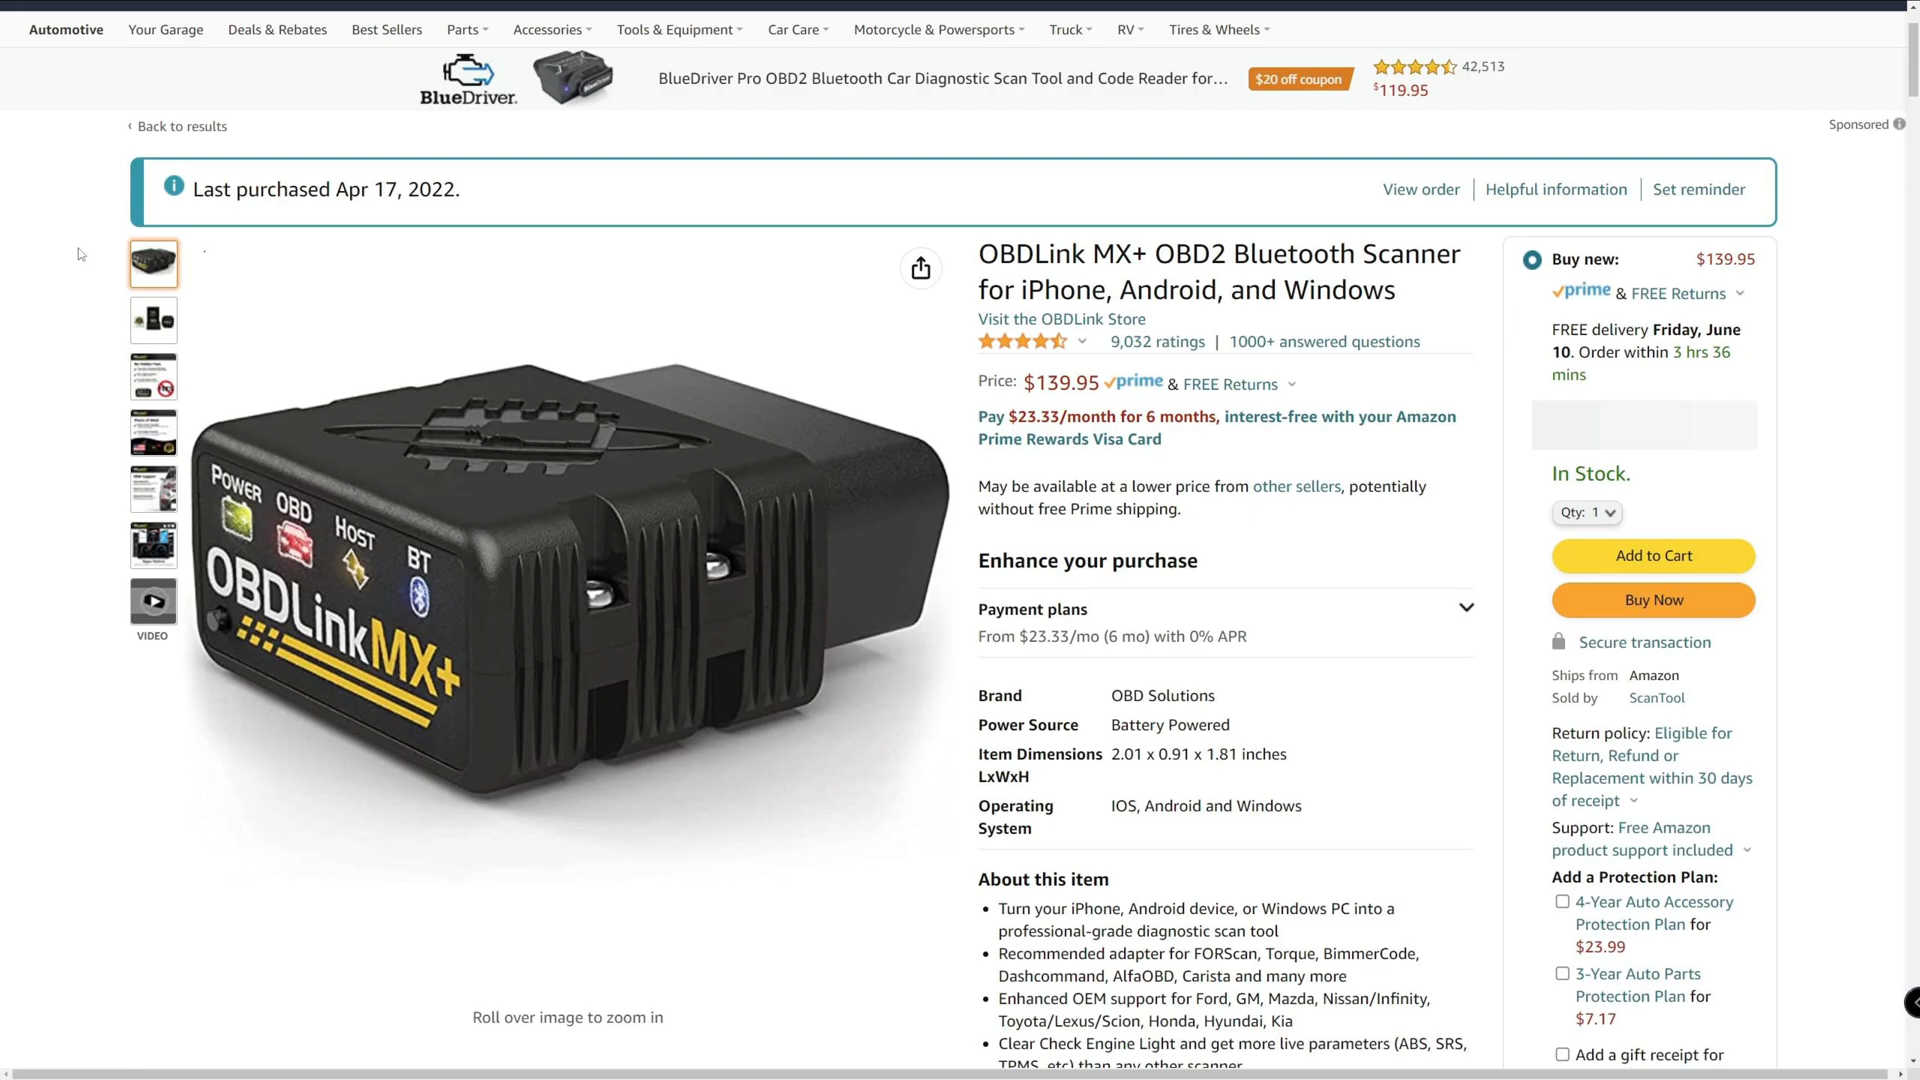 Automotive
Your Garage
Deals & Rebates
Best Sellers
Parts
Accessories
Tools & Equipment
Car Care
Motorcycle & Powersports
Truck
RV
Tires & Wheels
BlueDriver.
BlueDriver Pro OBD2 Bluetooth Car Diagnostic Scan Tool and Code Reader for...
$20 off coupon
42,513
$119.95
‹ Back to results
Sponsored
Last purchased Apr 17, 2022.
View order
Helpful information
Set reminder
VIDEO
POWER
OBD
HOST
BT
OBDLinkMX+
Roll over image to zoom in
OBDLink MX+ OBD2 Bluetooth Scanner
for iPhone, Android, and Windows
Visit the OBDLink Store
9,032 ratings | 1000+ answered questions
Price: $139.95 prime & FREE Returns
Pay $23.33/month for 6 months, interest-free with your Amazon
Prime Rewards Visa Card
May be available at a lower price from other sellers, potentially
without free Prime shipping.
Enhance your purchase
Payment plans
From $23.33/mo (6 mo) with 0% APR
Brand OBD Solutions
Power Source Battery Powered
Item Dimensions 2.01 x 0.91 x 1.81 inches
LxWxH
Operating IOS, Android and Windows
System
About this item
• Turn your iPhone, Android device, or Windows PC into a
professional-grade diagnostic scan tool
• Recommended adapter for FORScan, Torque, BimmerCode,
Dashcommand, AlfaOBD, Carista and many more
• Enhanced OEM support for Ford, GM, Mazda, Nissan/Infinity,
Toyota/Lexus/Scion, Honda, Hyundai, Kia
• Clear Check Engine Light and get more live parameters (ABS, SRS,
TPMS, etc) than any other scanner
Buy new: $139.95
prime & FREE Returns
FREE delivery Friday, June
10. Order within 3 hrs 36
mins
In Stock.
Qty: 1
Add to Cart
Buy Now
Secure transaction
Ships from Amazon
Sold by ScanTool
Return policy: Eligible for
Return, Refund or
Replacement within 30 days
of receipt
Support: Free Amazon
product support included
Add a Protection Plan:
4-Year Auto Accessory
Protection Plan for
$23.99
3-Year Auto Parts
Protection Plan for
$7.17
Add a gift receipt for